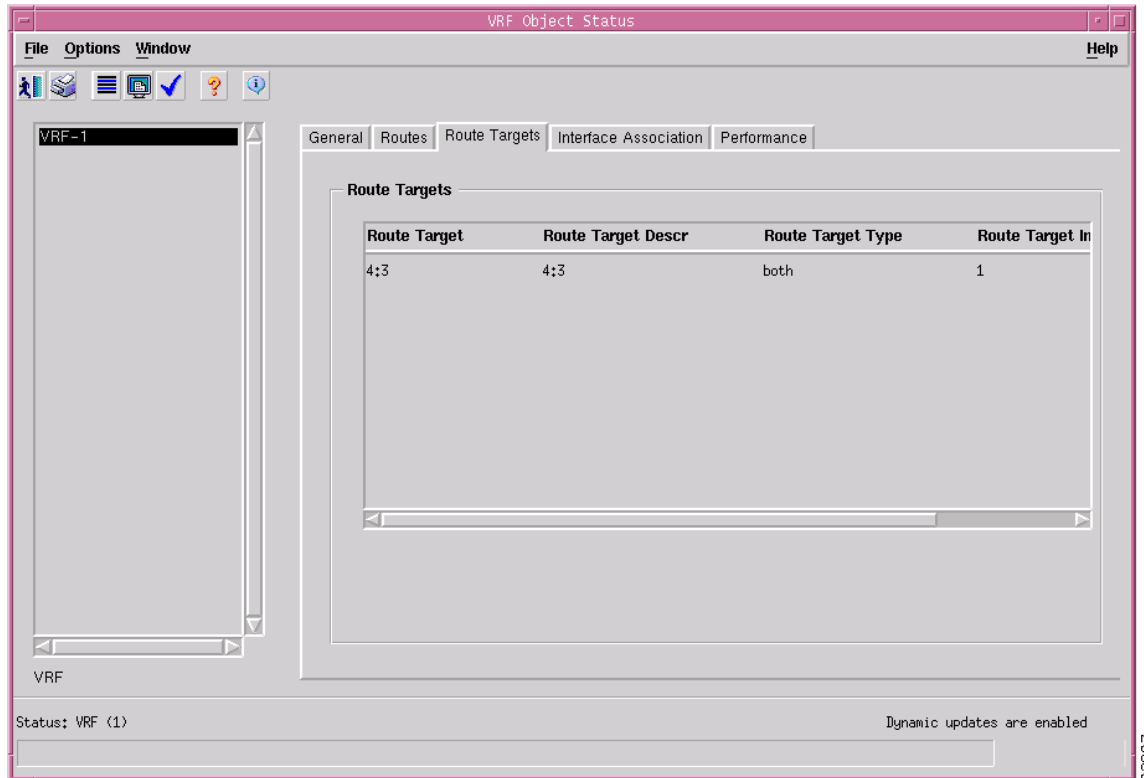 VRF Object Status
File Options Window Help
VRF-1
General Routes Route Targets Interface Association Performance
Route Targets
Route Target Route Target Descr Route Target Type Route Target In
4:3 4:3 both 1
VRF
Status: VRF (1) Dynamic updates are enabled